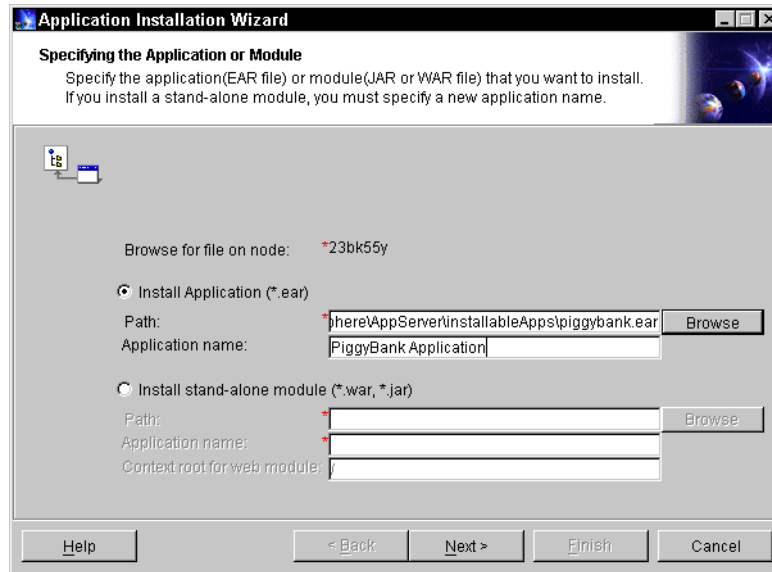 Application Installation Wizard
Specifying the Application or Module
Specify the application(EAR file) or module(JAR or WAR file) that you want to install.
If you install a stand-alone module, you must specify a new application name.
Browse for file on node: *23bk55y
Install Application (*.ear)
Path: * here\AppServer\installableApps\piggybank.ear Browse
Application name: PiggyBank Application
Install stand-alone module (*.war, *.jar)
Path: * Browse
Application name: *
Context root for web module: /
Help < Back Next > Finish Cancel